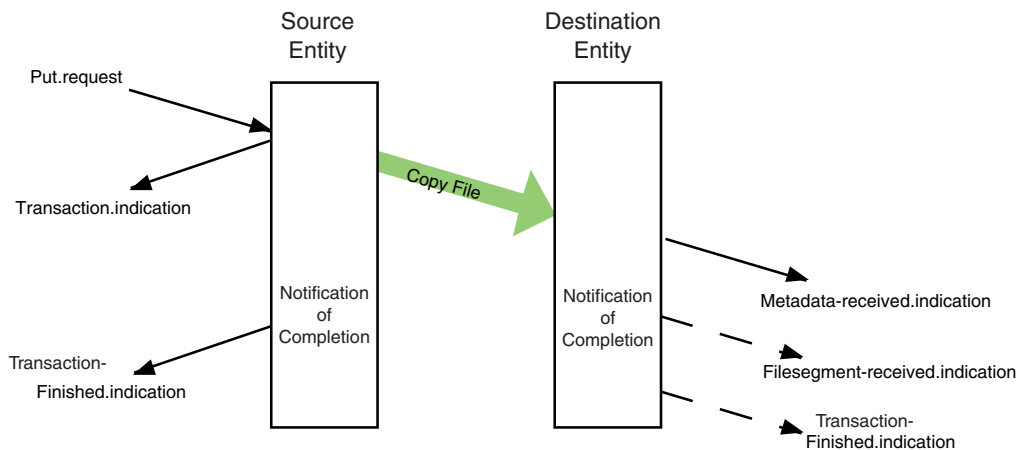 Source
Entity
Destination
Entity
Put.request
Copy File
Transaction.indication
Notification
of
Completion
Notification
of
Completion
Metadata-received.indication
Transaction-
Finished.indication
Filesegment-received.indication
Transaction-
Finished.indication